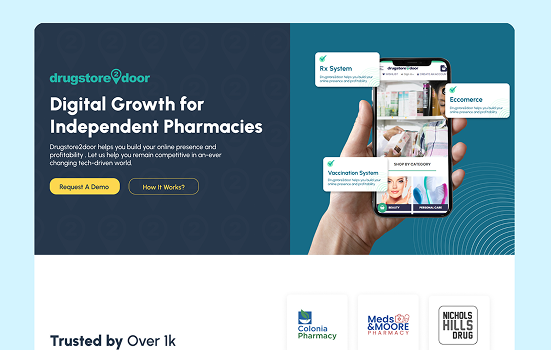 drugstore2door
Digital Growth for
Independent Pharmacies
Drugstore2door helps you build your online presence and
profitability . Let us help you remain competitive in an-ever
changing tech-driven world.
Request A Demo
How It Works?
Rx System
Drugstore2door helps you build your
online presence and profitability
drugstore2door
Eccomerce
Drugstore2door helps you build your
online presence and profitability
SHOP BY CATEGORY
Vaccination System
Drugstore2door helps you build your
online presence and profitability
BEAUTY
PERSONAL CARE
Trusted by Over 1k
Colonia
Pharmacy
Meds
&MOORE
PHARMACY
NICHOLS
HILLS
DRUG